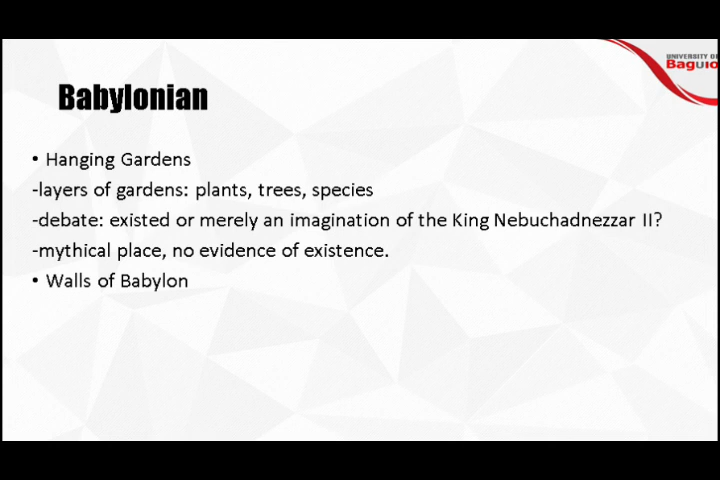 UNIVERSITY OF
Baguio
Babylonian
• Hanging Gardens
-layers of gardens: plants, trees, species
-debate: existed or merely an imagination of the King Nebuchadnezzar II?
-mythical place, no evidence of existence.
• Walls of Babylon